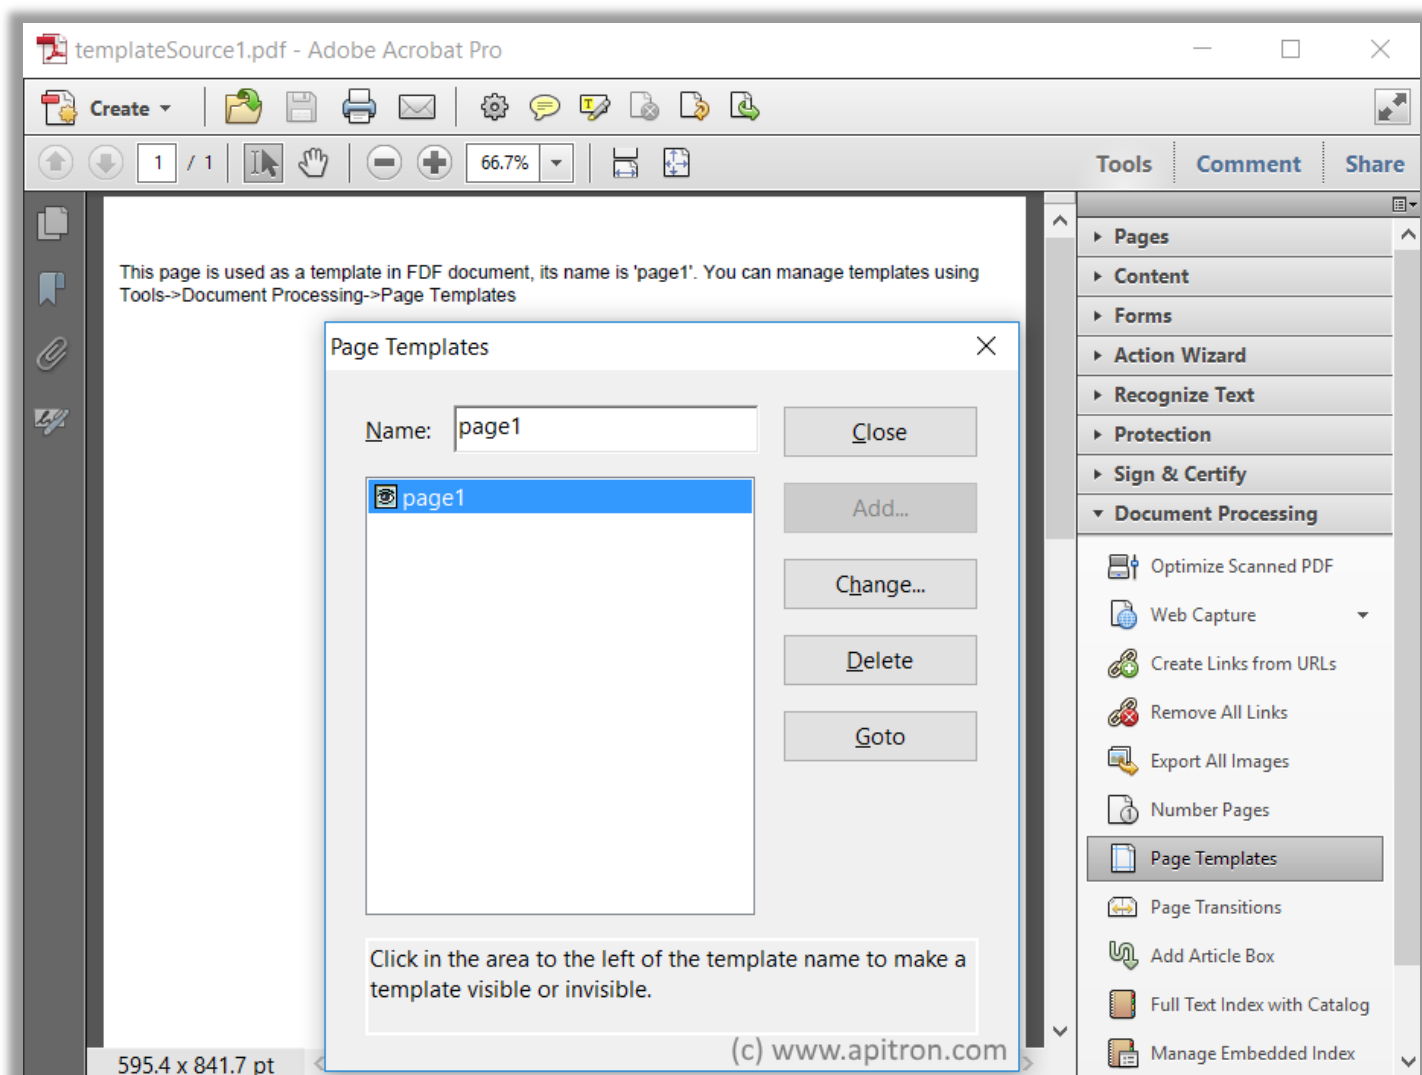 templateSource1.pdf - Adobe Acrobat Pro
Create
1 / 1
66.7%
Tools Comment Share
This page is used as a template in FDF document, its name is 'page1'. You can manage templates using
Tools->Document Processing->Page Templates
Page Templates
Name: page1
page1
Close
Add...
Change...
Delete
Goto
Click in the area to the left of the template name to make a
template visible or invisible.
(c) www.apitron.com
595.4 x 841.7 pt
Pages
Content
Forms
Action Wizard
Recognize Text
Protection
Sign & Certify
Document Processing
Optimize Scanned PDF
Web Capture
Create Links from URLs
Remove All Links
Export All Images
Number Pages
Page Templates
Page Transitions
Add Article Box
Full Text Index with Catalog
Manage Embedded Index